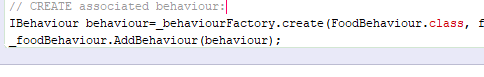 // CREATE associated behaviour:
IBehaviour behaviour=_behaviourFactory.create(FoodBehaviour.class, f
_foodBehaviour.AddBehaviour(behaviour);